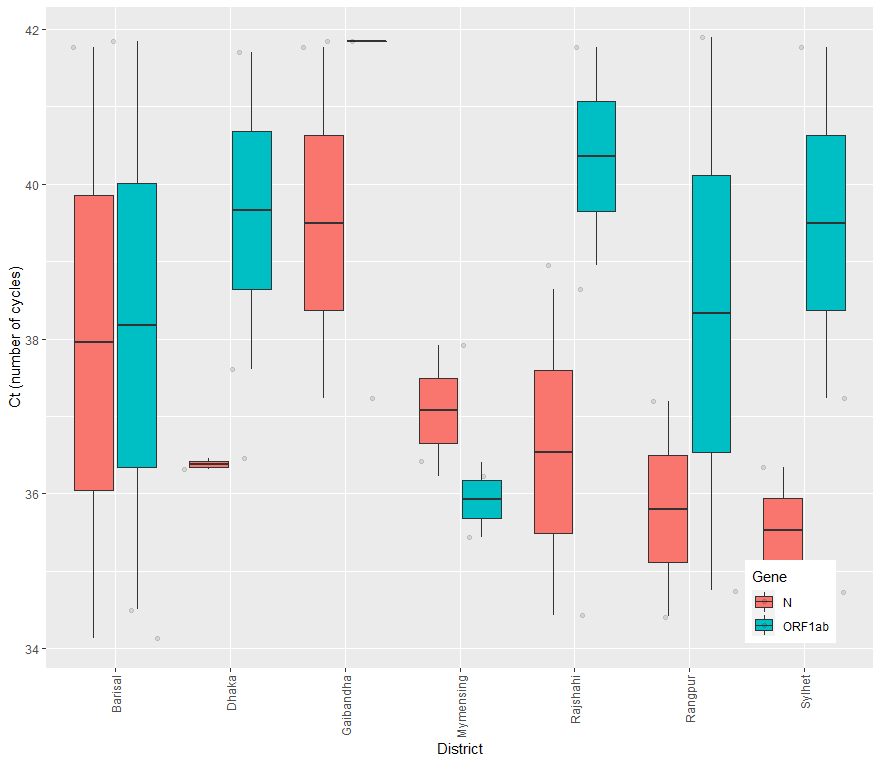 42
40
38
36
34
Ct (number of cycles)
Barisal
Dhaka
Gaibandha
Mymensing
Rajshahi
Rangpur
Sylhet
District
Gene
N
ORF1ab